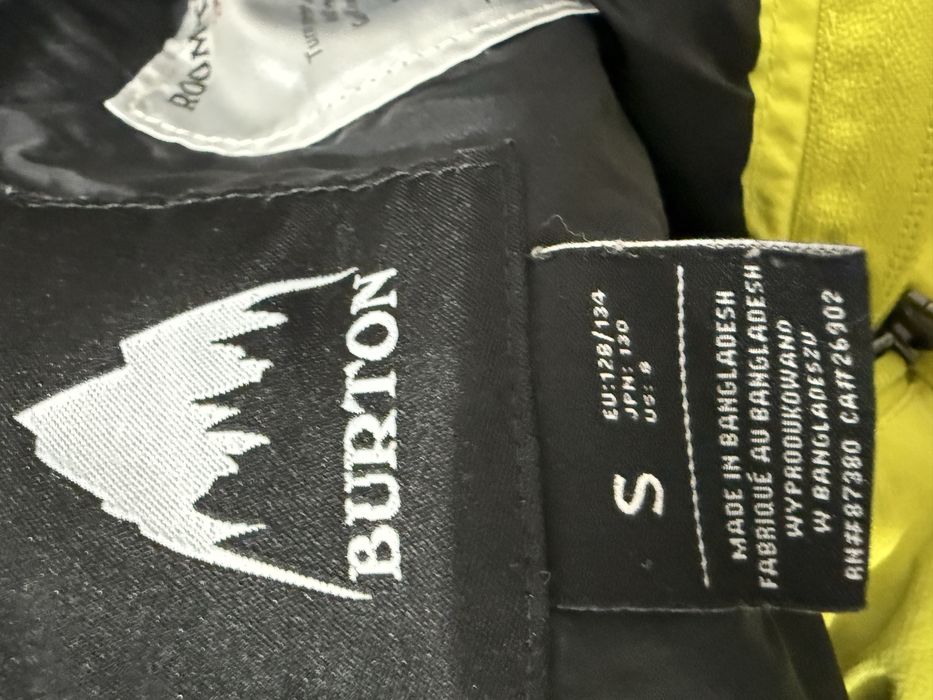 BURTON
S
EU:128/134
JPN: 130
US: 8
MADE IN BANGLADESH
FABRIQUÉ AU BANGLADESH
WYPRODUKOWANO
W BANGLADESZU
RN##87380 CA#26902